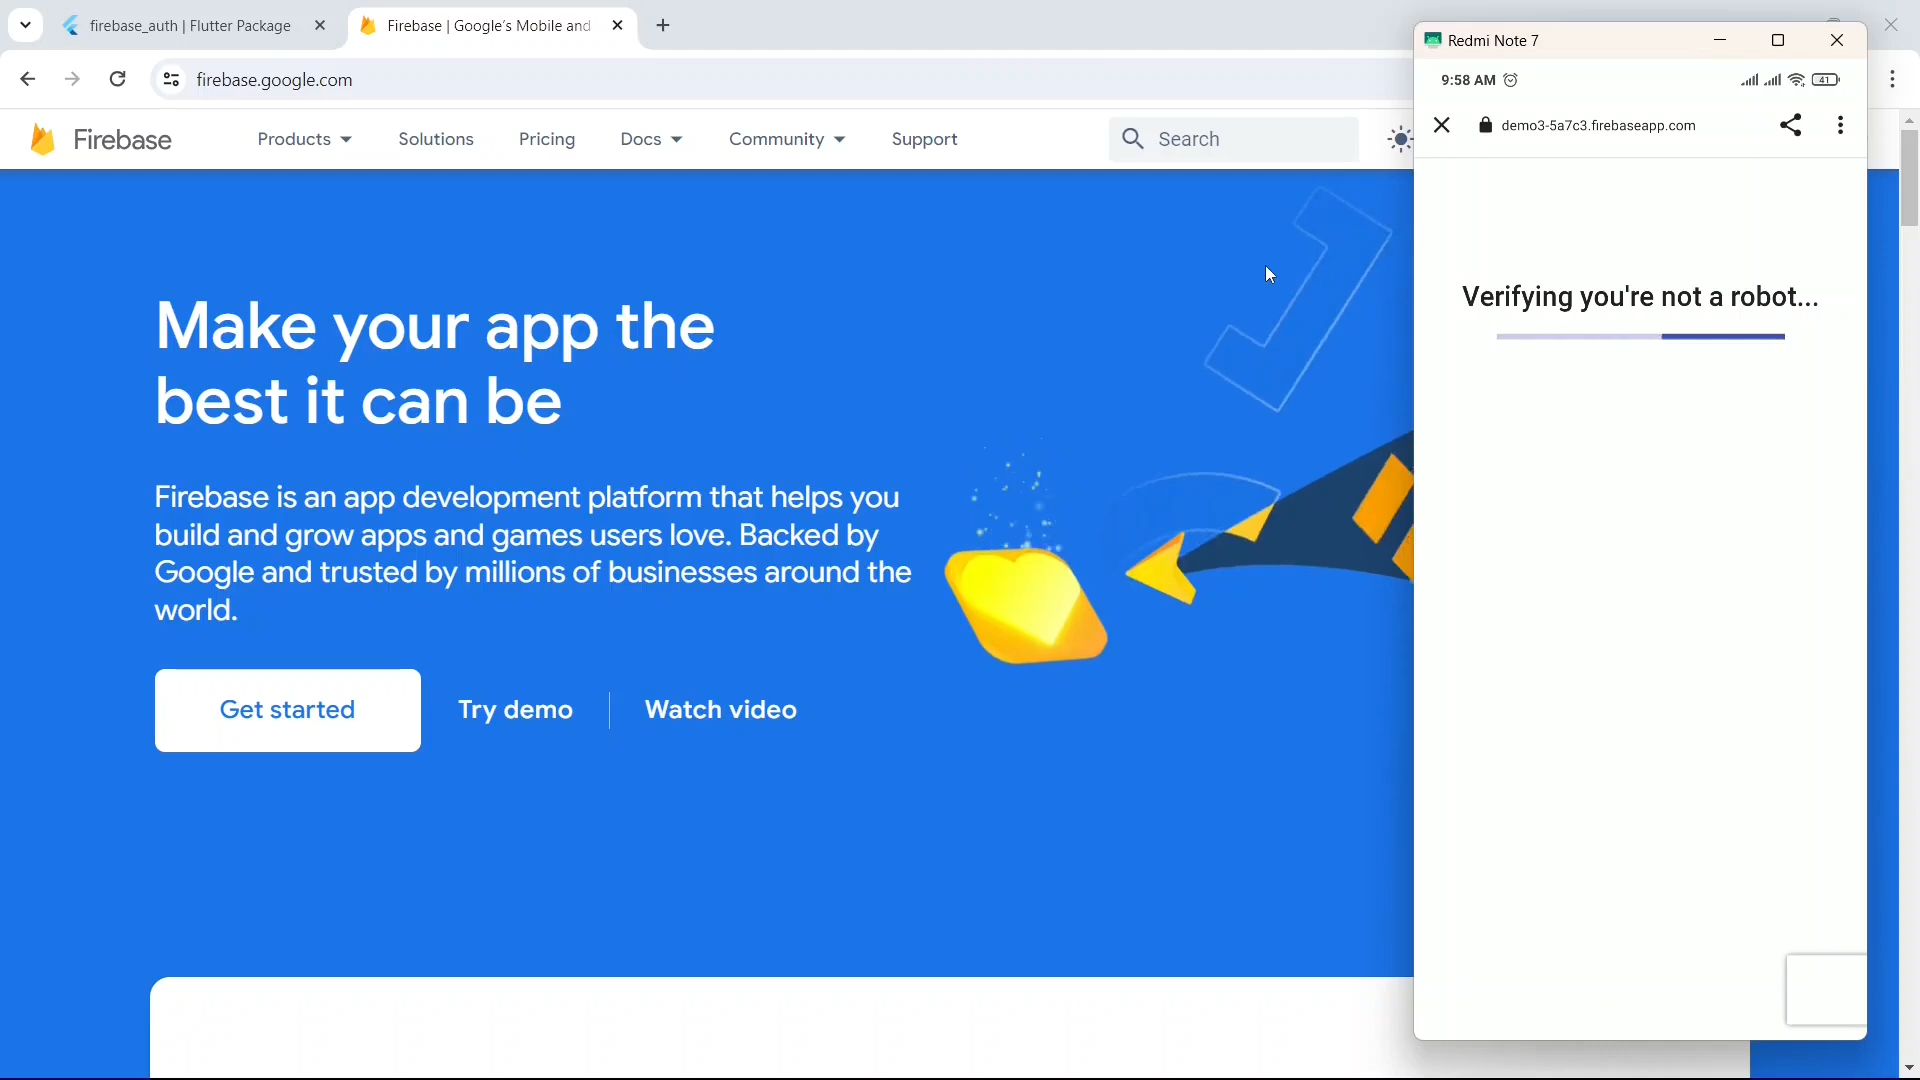 firebase_auth | Flutter Package
Firebase | Google's Mobile and
firebase.google.com
Firebase
Products
Solutions
Pricing
Docs
Community
Support
Search
Make your app the
best it can be
Firebase is an app development platform that helps you
build and grow apps and games users love. Backed by
Google and trusted by millions of businesses around the
world.
Get started
Try demo
Watch video
Redmi Note 7
9:58 AM
41
demo3-5a7c3.firebaseapp.com
Verifying you're not a robot...